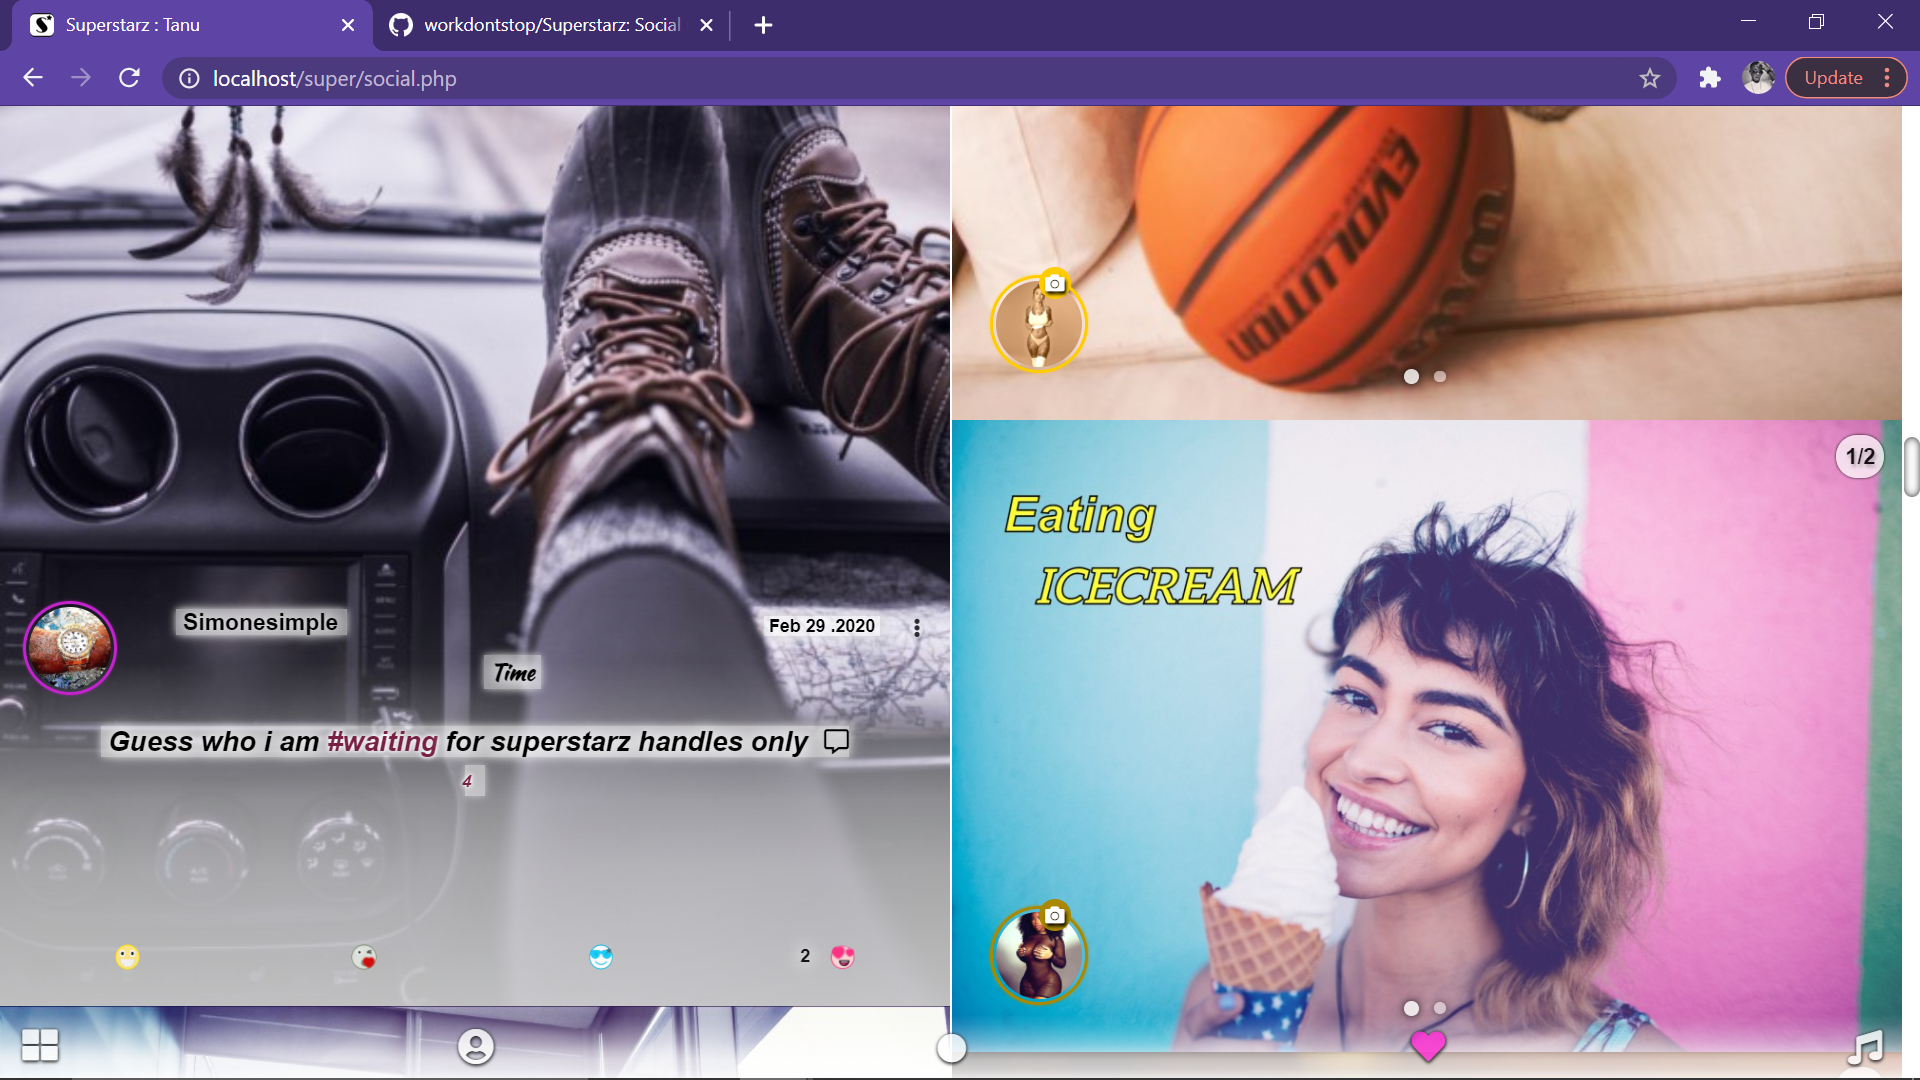 Superstarz : Tanu
workdontstop/Superstarz: Social
localhost/super/social.php
Update
EVOLUTION
1/2
Eating
ICECREAM
Simonesimple
Feb 29 .2020
Time
Guess who i am #waiting for superstarz handles only
4
2